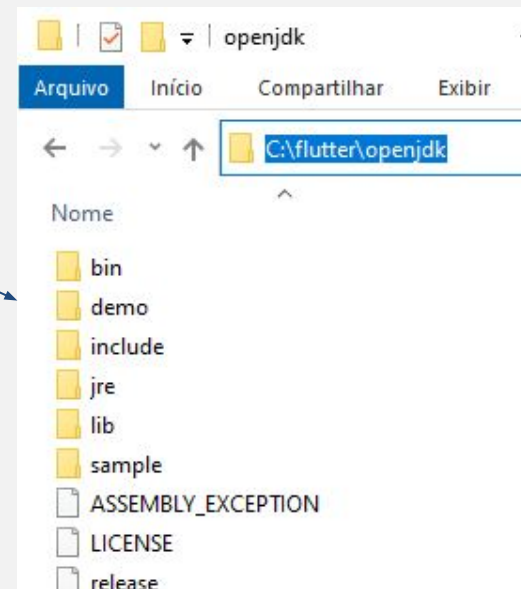 openjdk
Arquivo Início Compartilhar Exibir
C:\flutter\openjdk
Nome
bin
demo
include
jre
lib
sample
ASSEMBLY_EXCEPTION
LICENSE
release